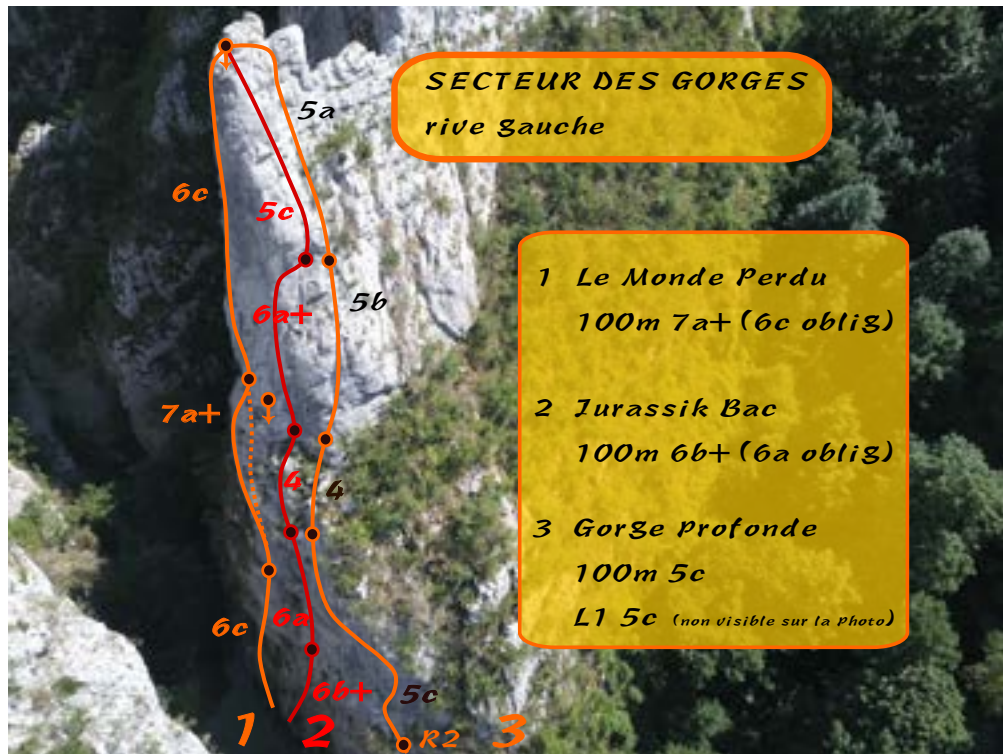 SECTEUR DES GORGES
rive gauche
5a
6c
5c
5b
6a+
7a+
4
4
6c
6a
6b+
5c
1
2
R2
3
1 Le Monde Perdu
100m 7a+ (6c oblig)
2 Jurassik Bac
100m 6b+ (6a oblig)
3 Gorge Profonde
100m 5c
L1 5c (non visible sur la photo)